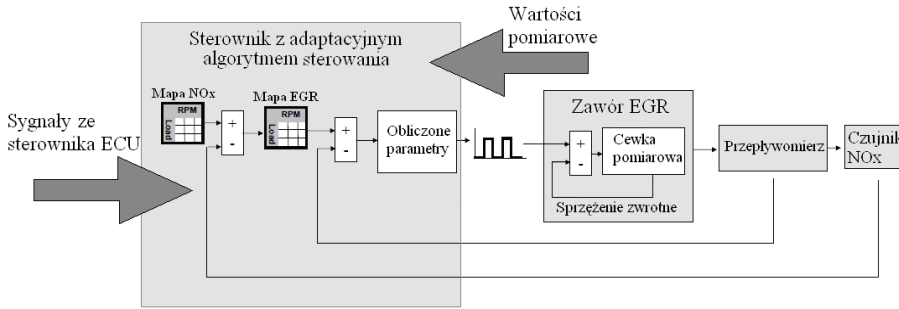 Wartości
pomiarowe
Sterownik z adaptacyjnym
algorytmem sterowania
Sygnały ze
sterownika ECU
Mapa NOx
RPM
Load
+
-
Mapa EGR
RPM
Load
+
-
Obliczone
parametry
Zawór EGR
+
-
Cewka
pomiarowa
Sprzężenie zwrotne
Przepływomierz
Czujnik
NOx